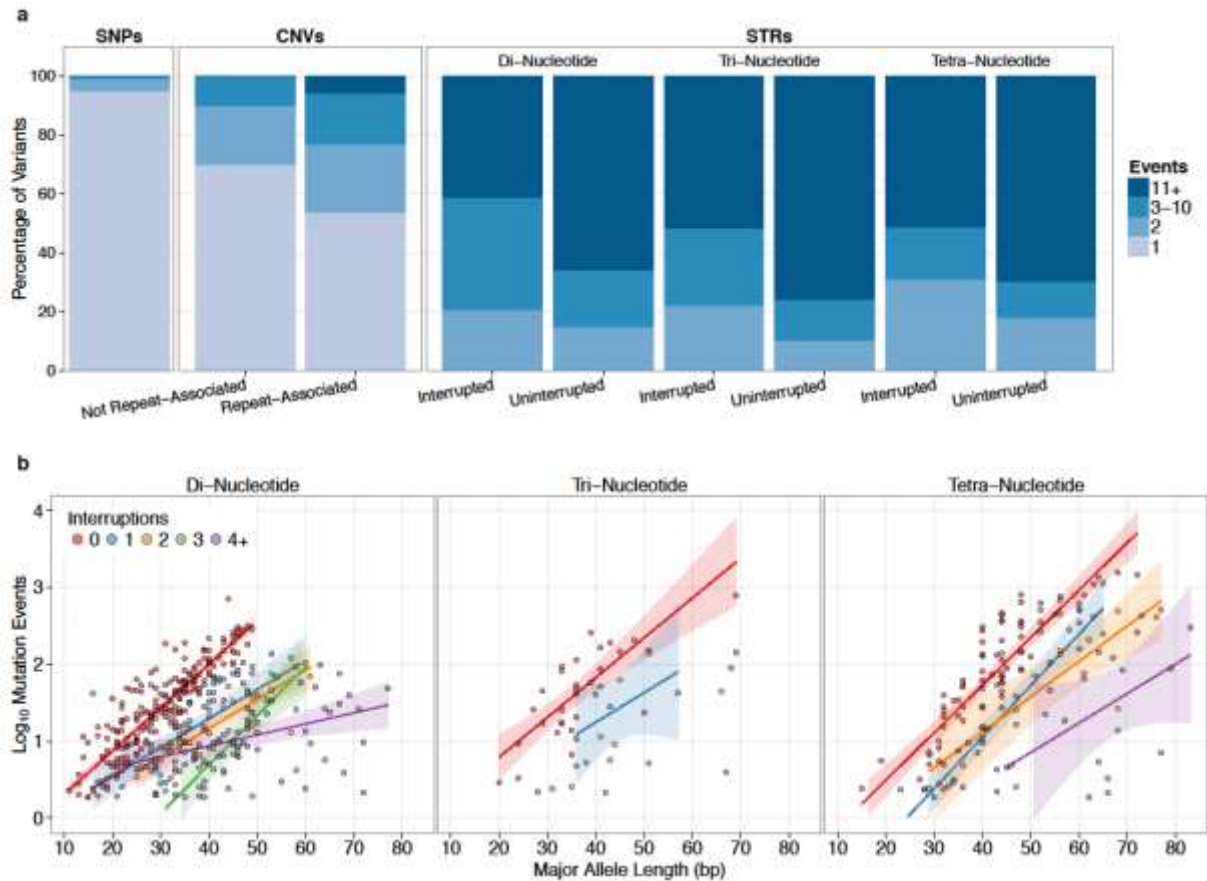 a
SNPs CNVs STRs
Di-Nucleotide Tri-Nucleotide Tetra-Nucleotide
Percentage of Variants
100
80
60
40
20
0
Events
11+
3-10
2
1
Not Repeat-Associated
Repeat-Associated
Interrupted
Uninterrupted
Interrupted
Uninterrupted
Interrupted
Uninterrupted
b
Di-Nucleotide Tri-Nucleotide Tetra-Nucleotide
Log10 Mutation Events
4
3
2
1
0
Interruptions
0 1 2 3 4+
10 20 30 40 50 60 70 80 10 20 30 40 50 60 70 80 10 20 30 40 50 60 70 80
Major Allele Length (bp)